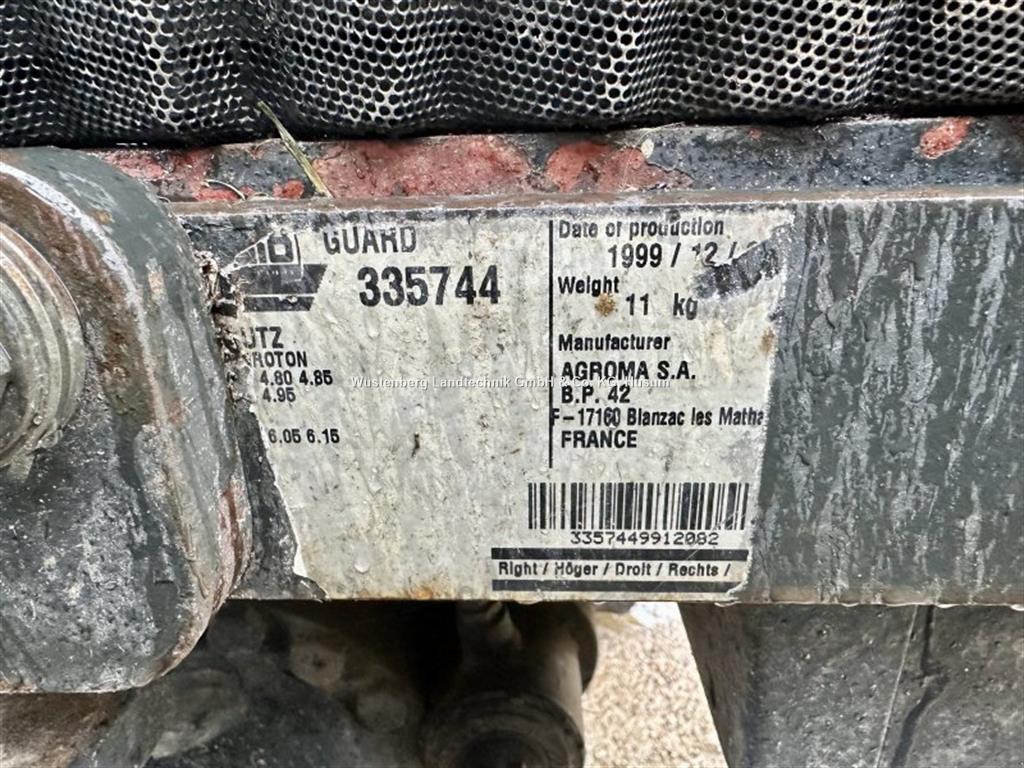 GUARD
335744
UTZ
ROTON
4.80 4.85
4.95
6.05 6.15
Date of production
1999 / 12 /
Weight
11 kg
Manufacturer
AGROMA S.A.
B.P. 42
F-17160 Blanzac les Matha
FRANCE
3357449912082
Right / Höger / Droit / Rechts /
Wüstenberg Landtechnik GmbH & Co. KG, Husum